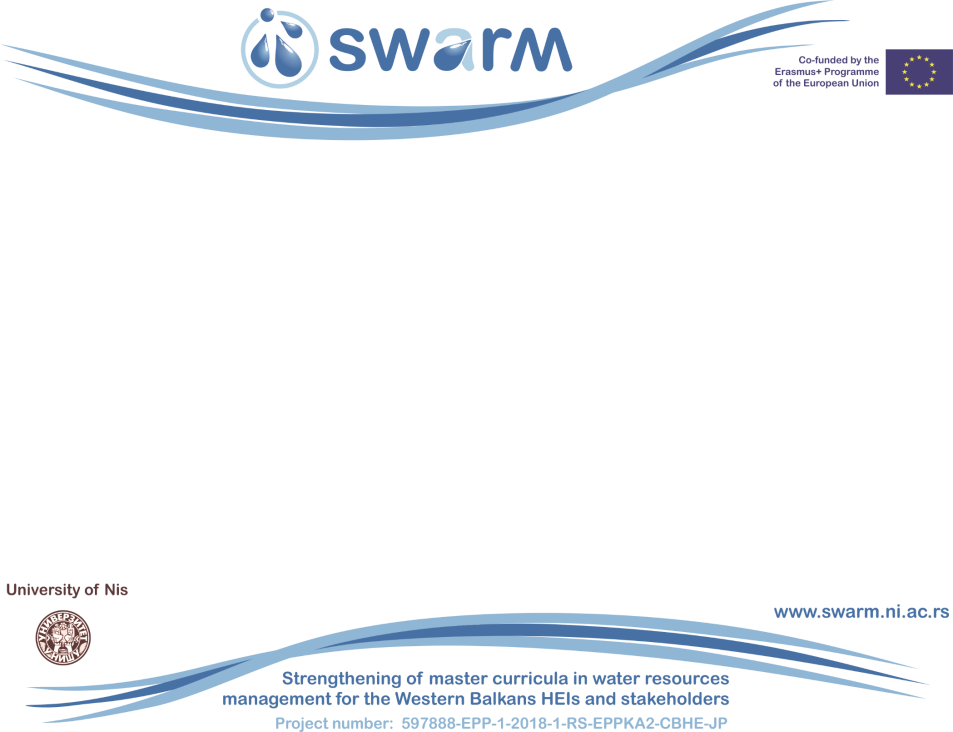 swarm
Co-funded by the
Erasmus+ Programme
of the European Union
University of Nis
УНИВЕРЗИТЕТ
У НИШУ
www.swarm.ni.ac.rs
Strengthening of master curricula in water resources
management for the Western Balkans HEIs and stakeholders
Project number: 597888-EPP-1-2018-1-RS-EPPKA2-CBHE-JP